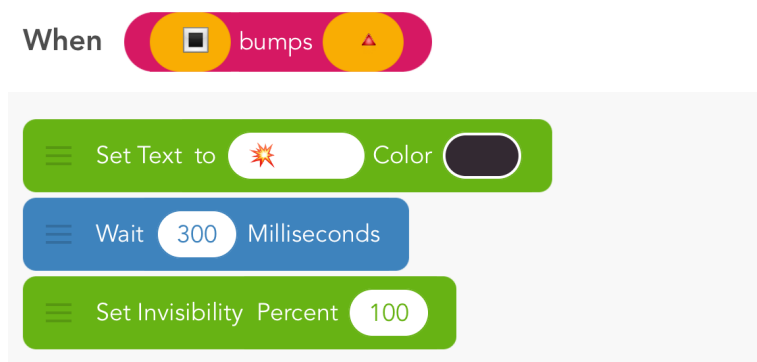 When 🔳 bumps 🔺
Set Text to 💥 Color
Wait 300 Milliseconds
Set Invisibility Percent 100